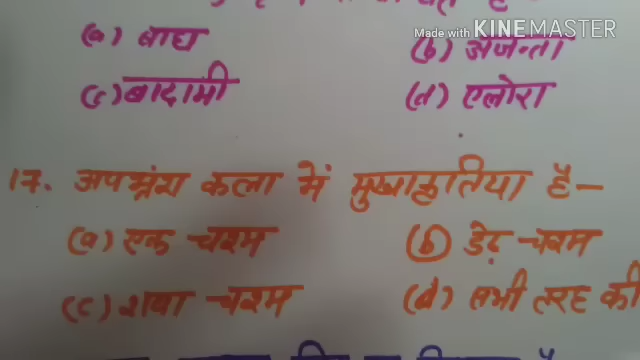 Made with KINEMASTER
(a) बाघ (b) अजन्ता
(c) बादामी (d) एलोरा
17. अपभ्रंश कला में मुखाकृतिया है –
(a) एक चश्म (b) डेढ़ चश्म
(c) सवा चश्म (d) सभी तरह की